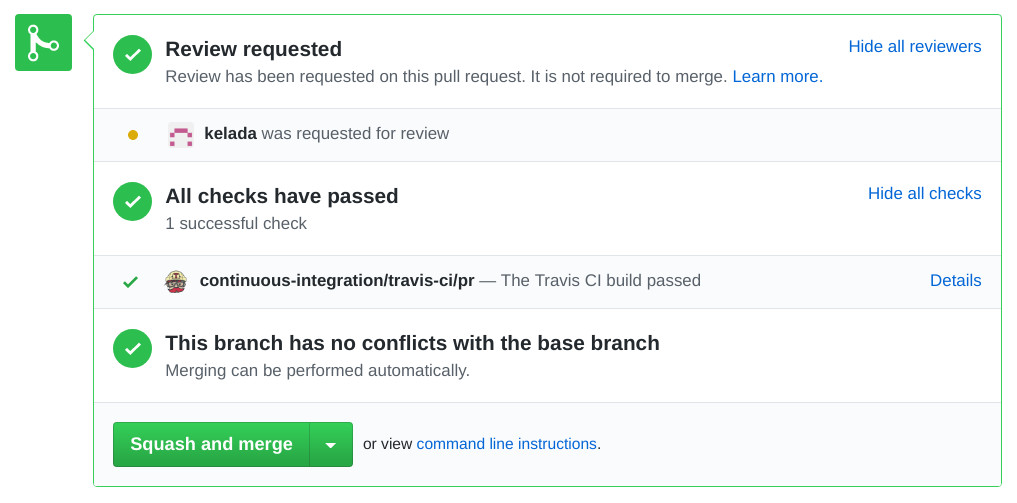 Review requested
Hide all reviewers
Review has been requested on this pull request. It is not required to merge. Learn more.
kelada was requested for review
All checks have passed
Hide all checks
1 successful check
continuous-integration/travis-ci/pr — The Travis CI build passed
Details
This branch has no conflicts with the base branch
Merging can be performed automatically.
Squash and merge
or view command line instructions.